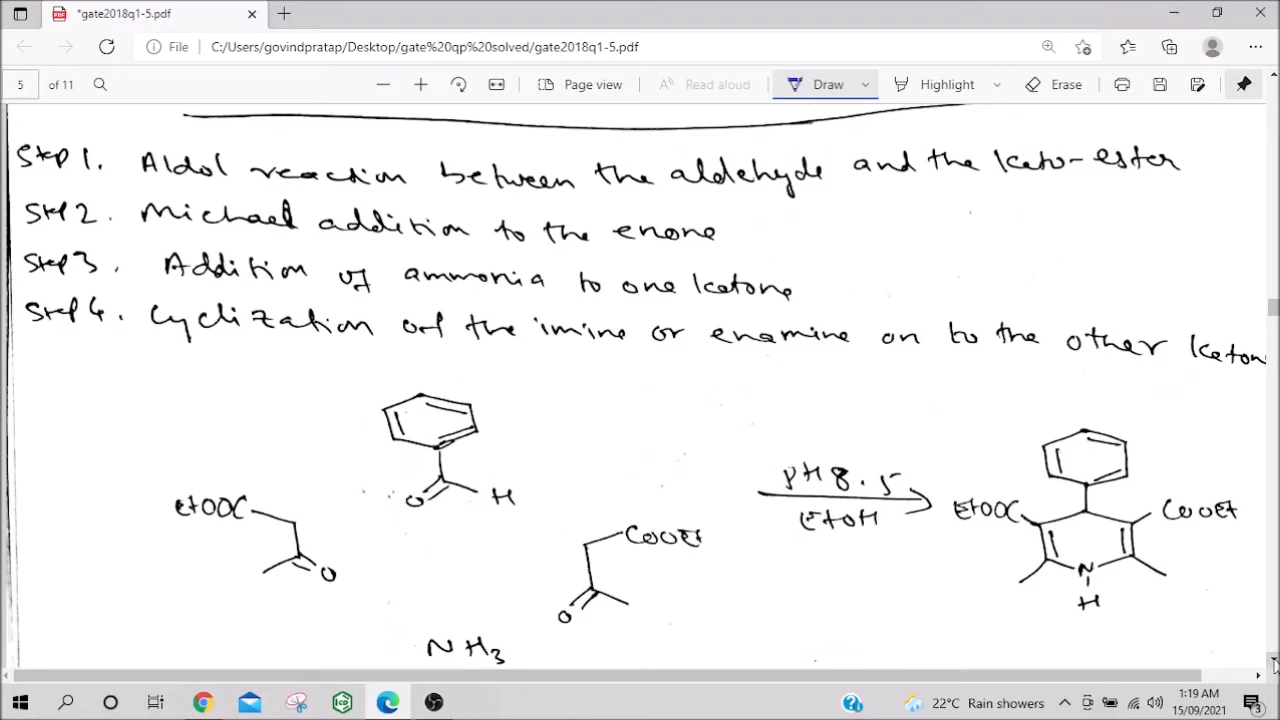 *gate2018q1-5.pdf
File C:/Users/govindpratap/Desktop/gate%20qp%20solved/gate2018q1-5.pdf
5 of 11 Page view Read aloud Draw Highlight Erase
Step 1. Aldol reaction between the aldehyde and the keto-ester
Step 2. Michael addition to the enone
Step 3. Addition of ammonia to one ketone
Step 4. Cyclization of the imine or enamine on to the other keton
O H
EtOOC O
COOEt O
NH3
pH 8.5
EtOH
EtOOC COOEt
N
H
22°C Rain showers 1:19 AM
15/09/2021 3